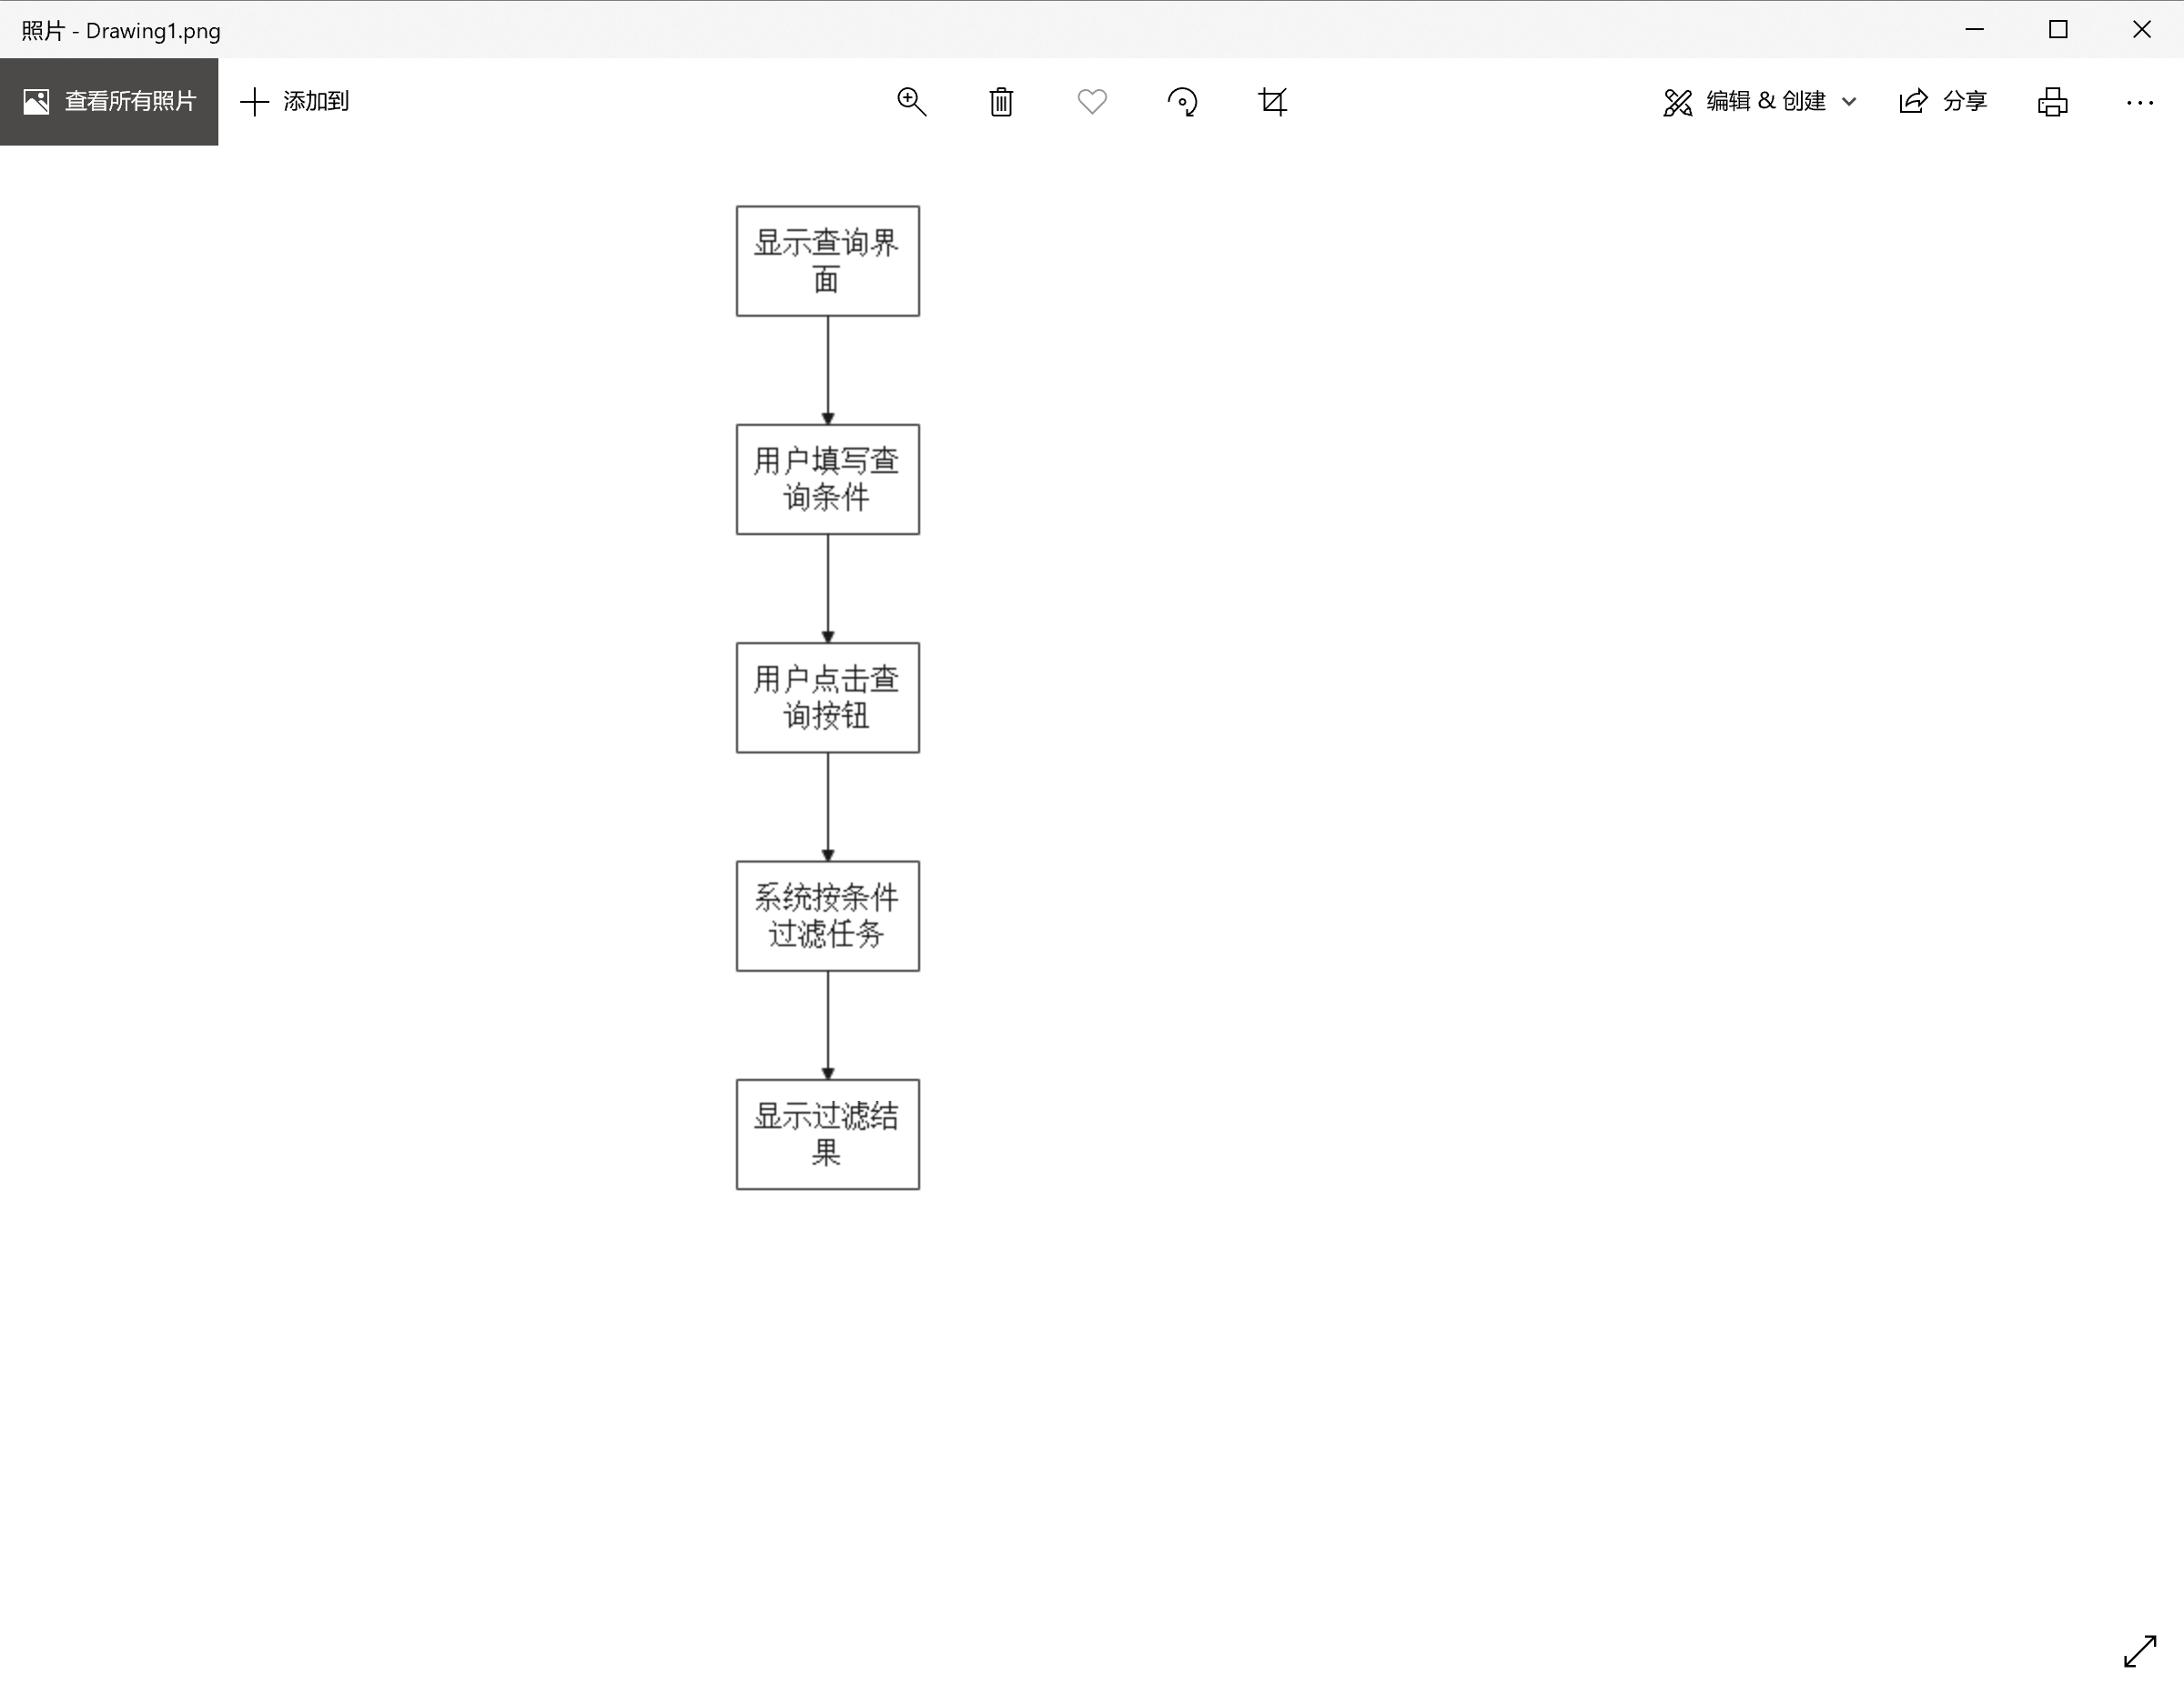 照片 - Drawing1.png
查看所有照片
添加到
编辑 & 创建
分享
显示查询界
面
用户填写查
询条件
用户点击查
询按钮
系统按条件
过滤任务
显示过滤结
果